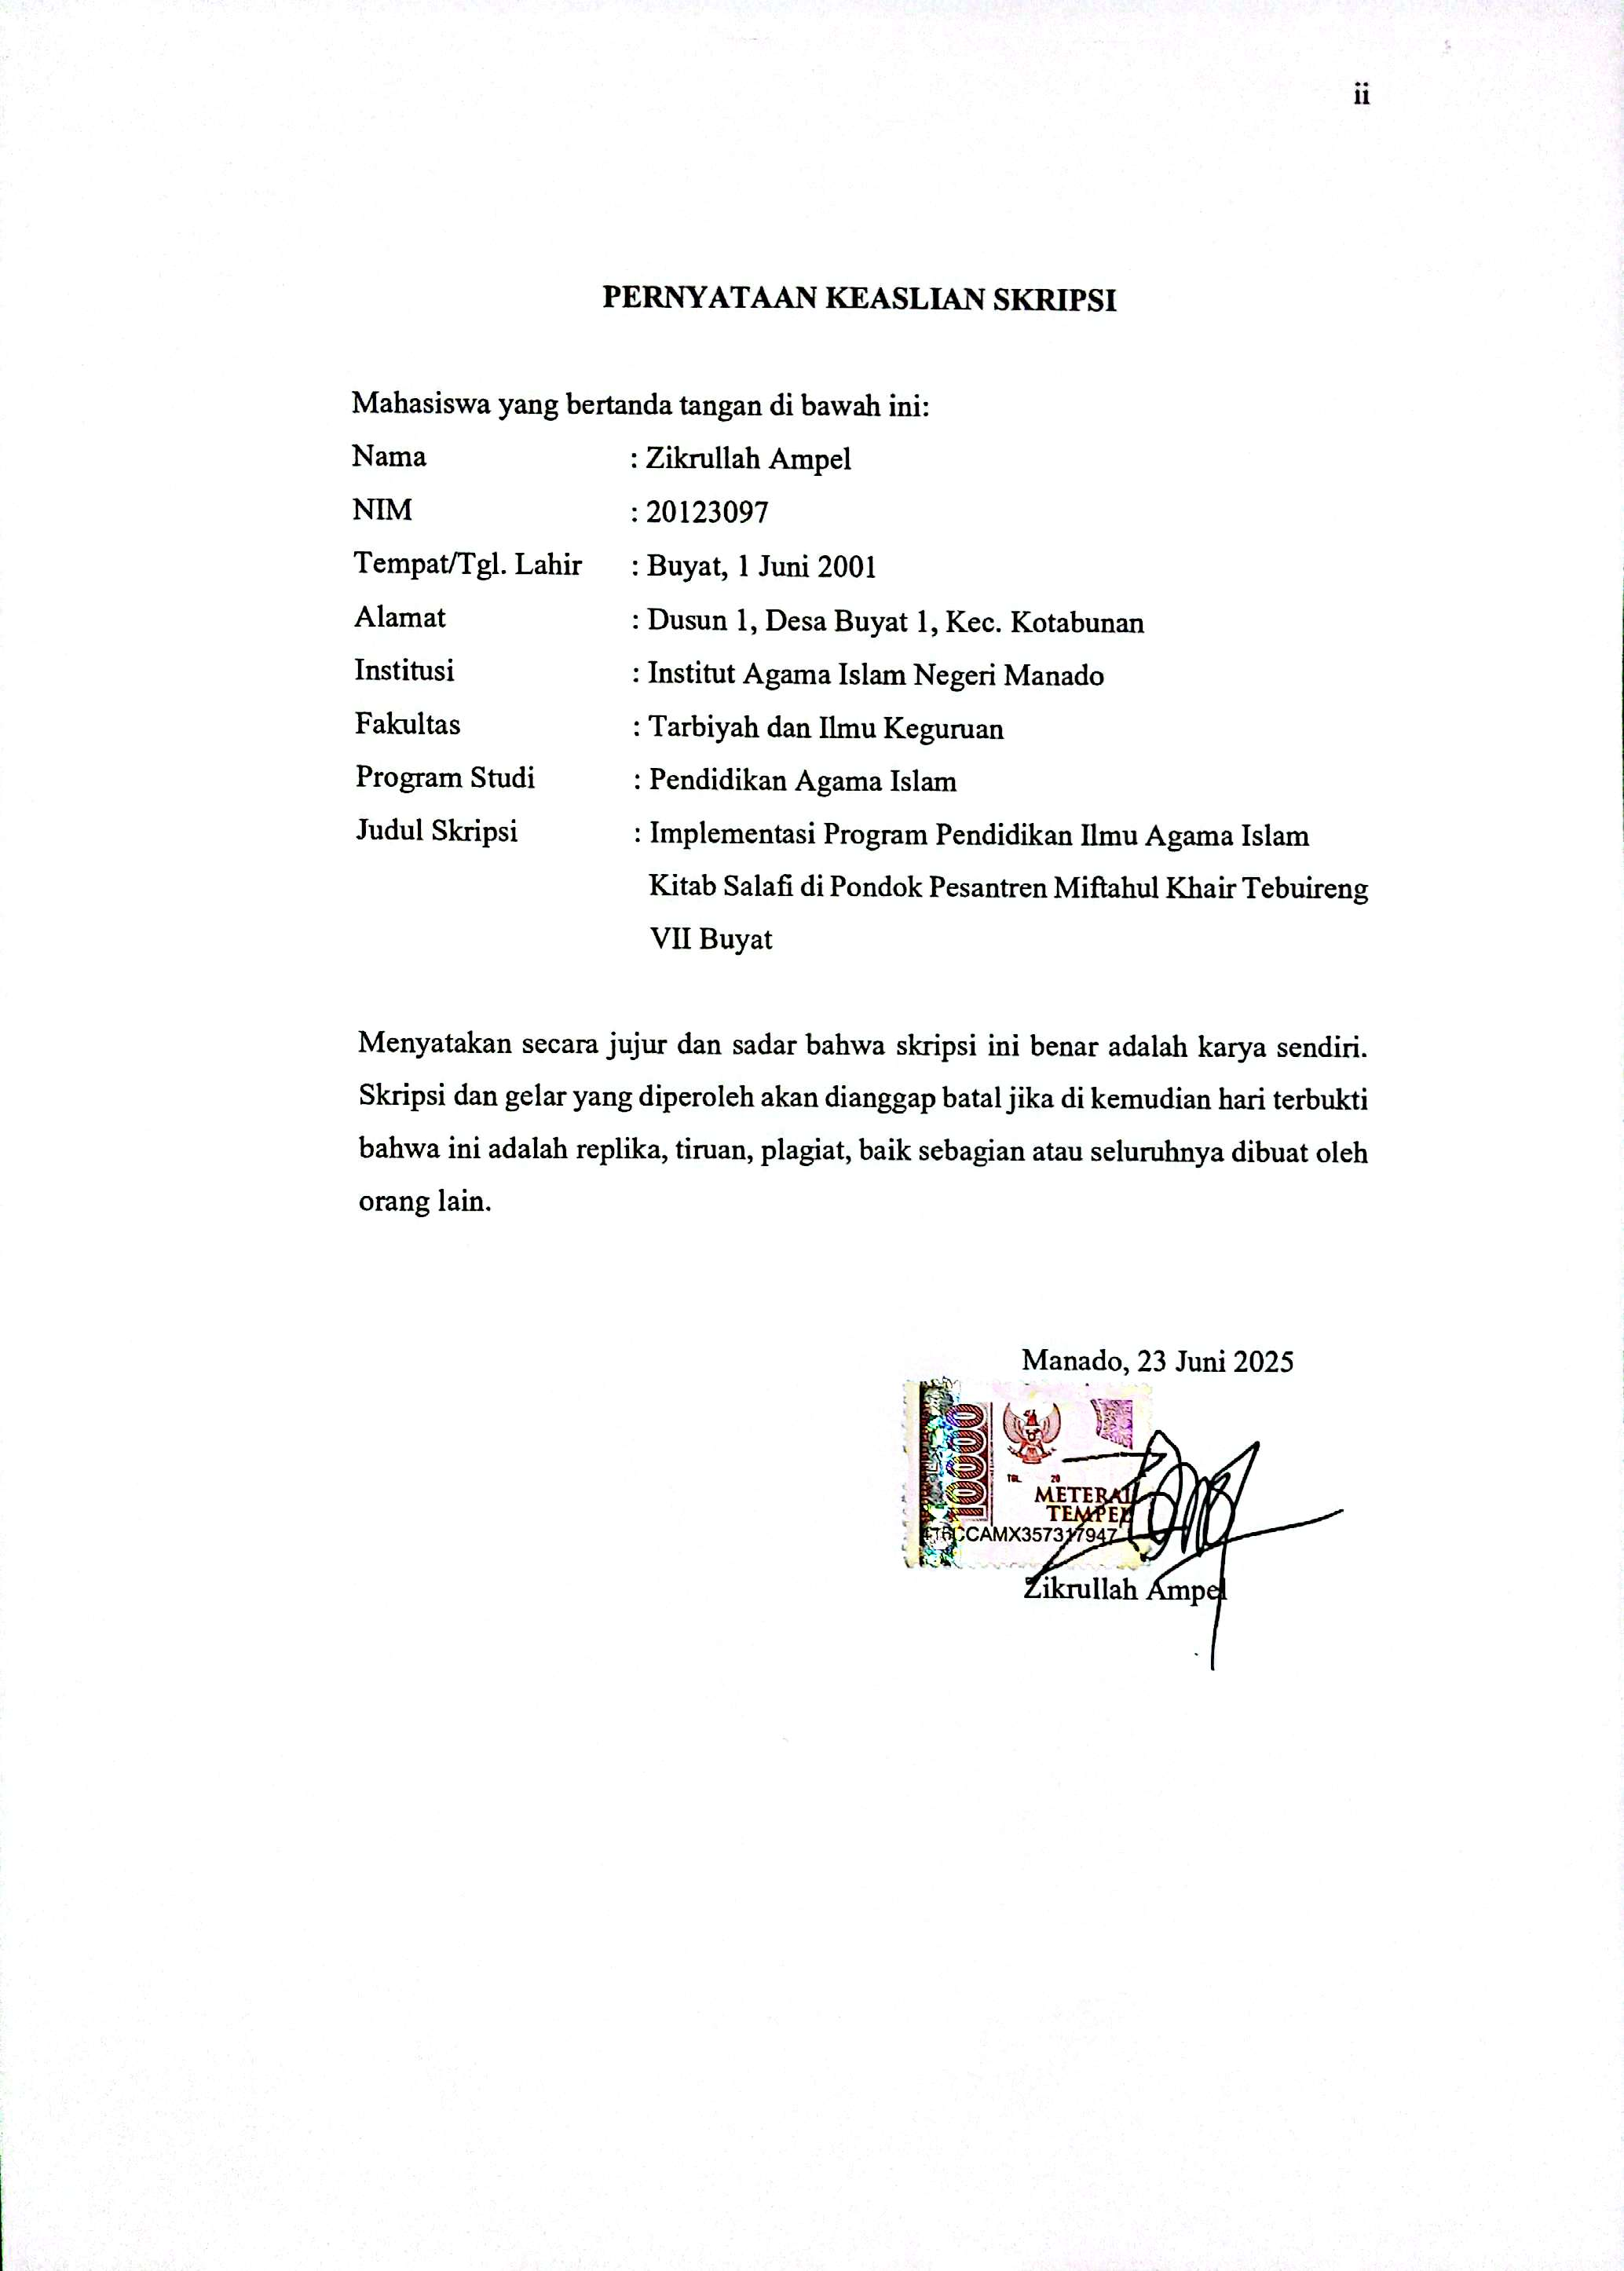 ii
PERNYATAAN KEASLIAN SKRIPSI
Mahasiswa yang bertanda tangan di bawah ini:
Nama : Zikrullah Ampel
NIM : 20123097
Tempat/Tgl. Lahir : Buyat, 1 Juni 2001
Alamat : Dusun 1, Desa Buyat 1, Kec. Kotabunan
Institusi : Institut Agama Islam Negeri Manado
Fakultas : Tarbiyah dan Ilmu Keguruan
Program Studi : Pendidikan Agama Islam
Judul Skripsi : Implementasi Program Pendidikan Ilmu Agama Islam
Kitab Salafi di Pondok Pesantren Miftahul Khair Tebuireng
VII Buyat
Menyatakan secara jujur dan sadar bahwa skripsi ini benar adalah karya sendiri.
Skripsi dan gelar yang diperoleh akan dianggap batal jika di kemudian hari terbukti
bahwa ini adalah replika, tiruan, plagiat, baik sebagian atau seluruhnya dibuat oleh
orang lain.
Manado, 23 Juni 2025
10000
TGL. 20
METERAI
TEMPEL
CCAMX357317947
Zikrullah Ampel